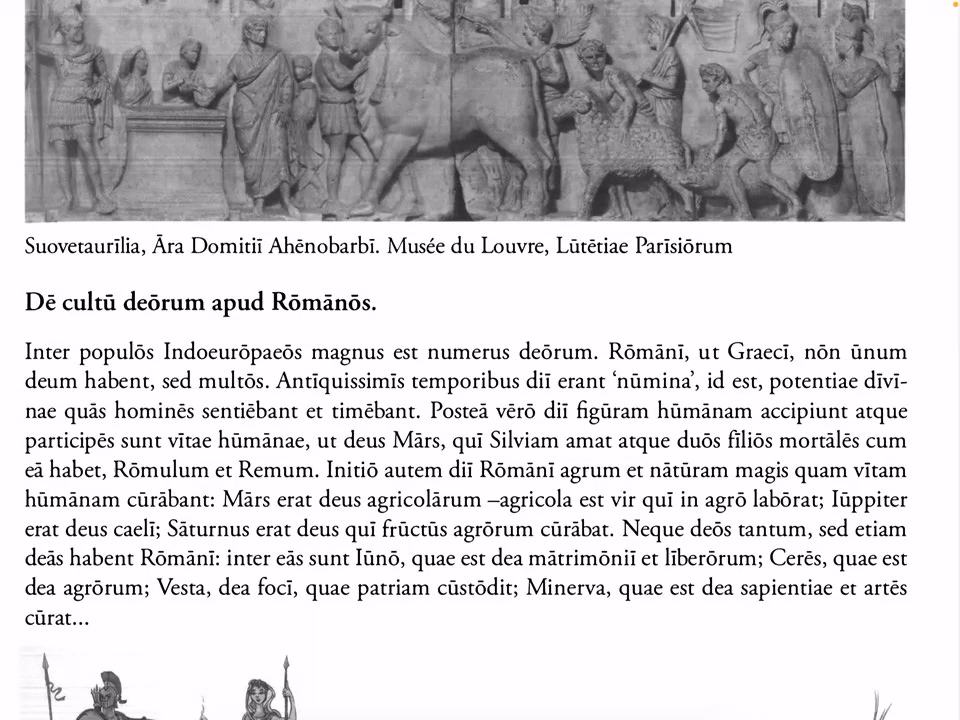 Suovetaurīlia, Āra Domitiī Ahēnobarbī. Musée du Louvre, Lūtētiae Parīsiōrum
Dē cultū deōrum apud Rōmānōs.
Inter populōs Indoeurōpaeōs magnus est numerus deōrum. Rōmānī, ut Graecī, nōn ūnum
deum habent, sed multōs. Antīquissimīs temporibus diī erant ‘nūmina’, id est, potentiae dīvī-
nae quās hominēs sentiēbant et timēbant. Posteā vērō diī figūram hūmānam accipiunt atque
participēs sunt vītae hūmānae, ut deus Mārs, quī Silviam amat atque duōs fīliōs mortālēs cum
eā habet, Rōmulum et Remum. Initiō autem diī Rōmānī agrum et nātūram magis quam vītam
hūmānam cūrābant: Mārs erat deus agricolārum –agricola est vir quī in agrō labōrat; Iūppiter
erat deus caelī; Sāturnus erat deus quī frūctūs agrōrum cūrābat. Neque deōs tantum, sed etiam
deās habent Rōmānī: inter eās sunt Iūnō, quae est dea mātrimōniī et līberōrum; Cerēs, quae est
dea agrōrum; Vesta, dea focī, quae patriam cūstōdit; Minerva, quae est dea sapientiae et artēs
cūrat...